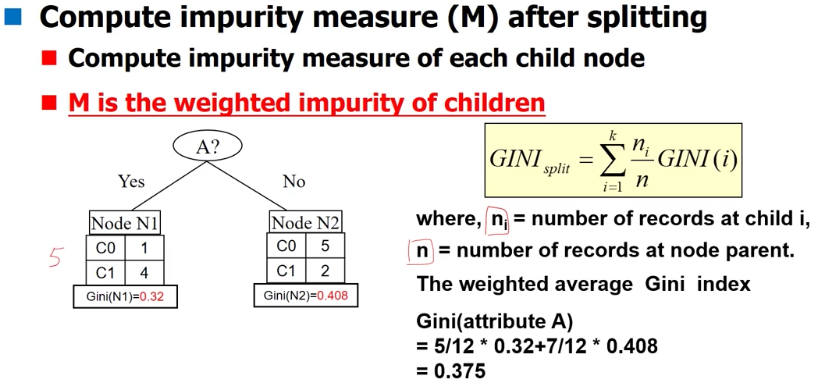 Compute impurity measure (M) after splitting
Compute impurity measure of each child node
M is the weighted impurity of children
A?
Yes
No
Node N1
C0 1
C1 4
Gini(N1)=0.32
5
Node N2
C0 5
C1 2
Gini(N2)=0.408
GINI_split = \sum_{i=1}^{k} \frac{n_i}{n} GINI(i)
where, n_i = number of records at child i,
n = number of records at node parent.
The weighted average Gini index
Gini(attribute A)
= 5/12 * 0.32+7/12 * 0.408
= 0.375